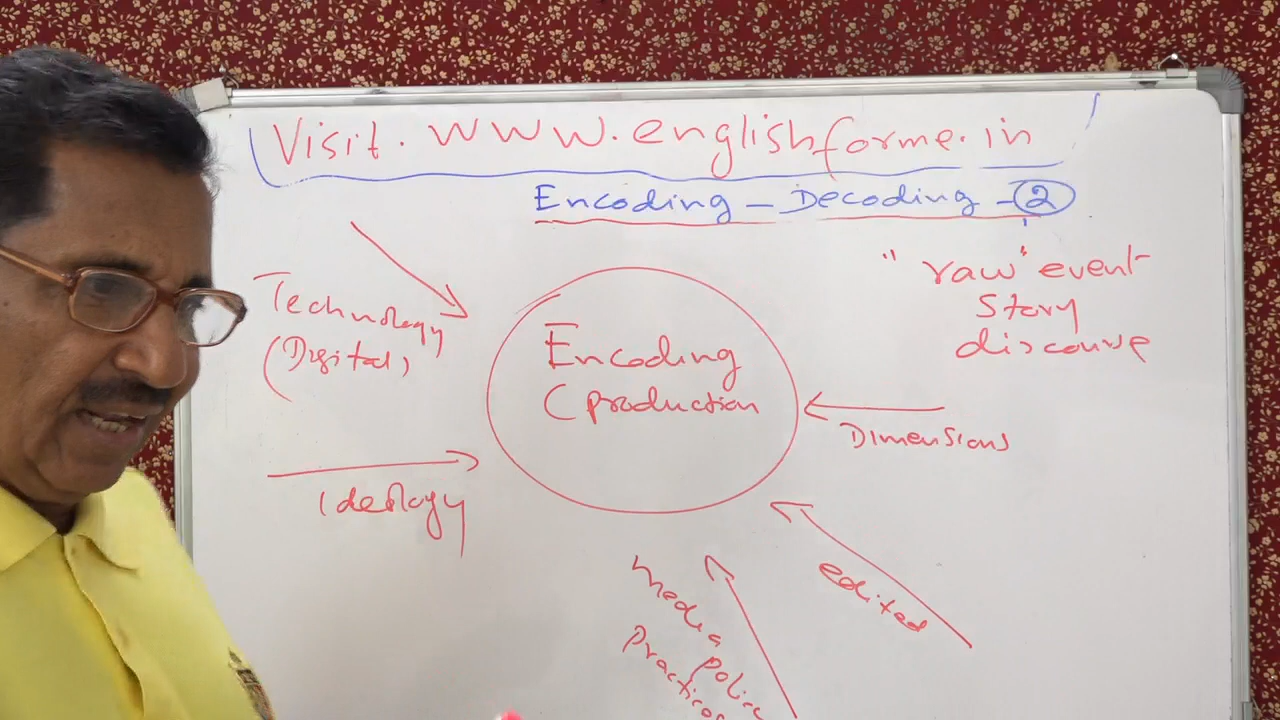 Visit. www.englishforme.in
Encoding - Decoding - 2
"raw" event
story
discourse
Technology
(Digital)
Encoding
(production
Dimensions
Ideology
edited
media
practices